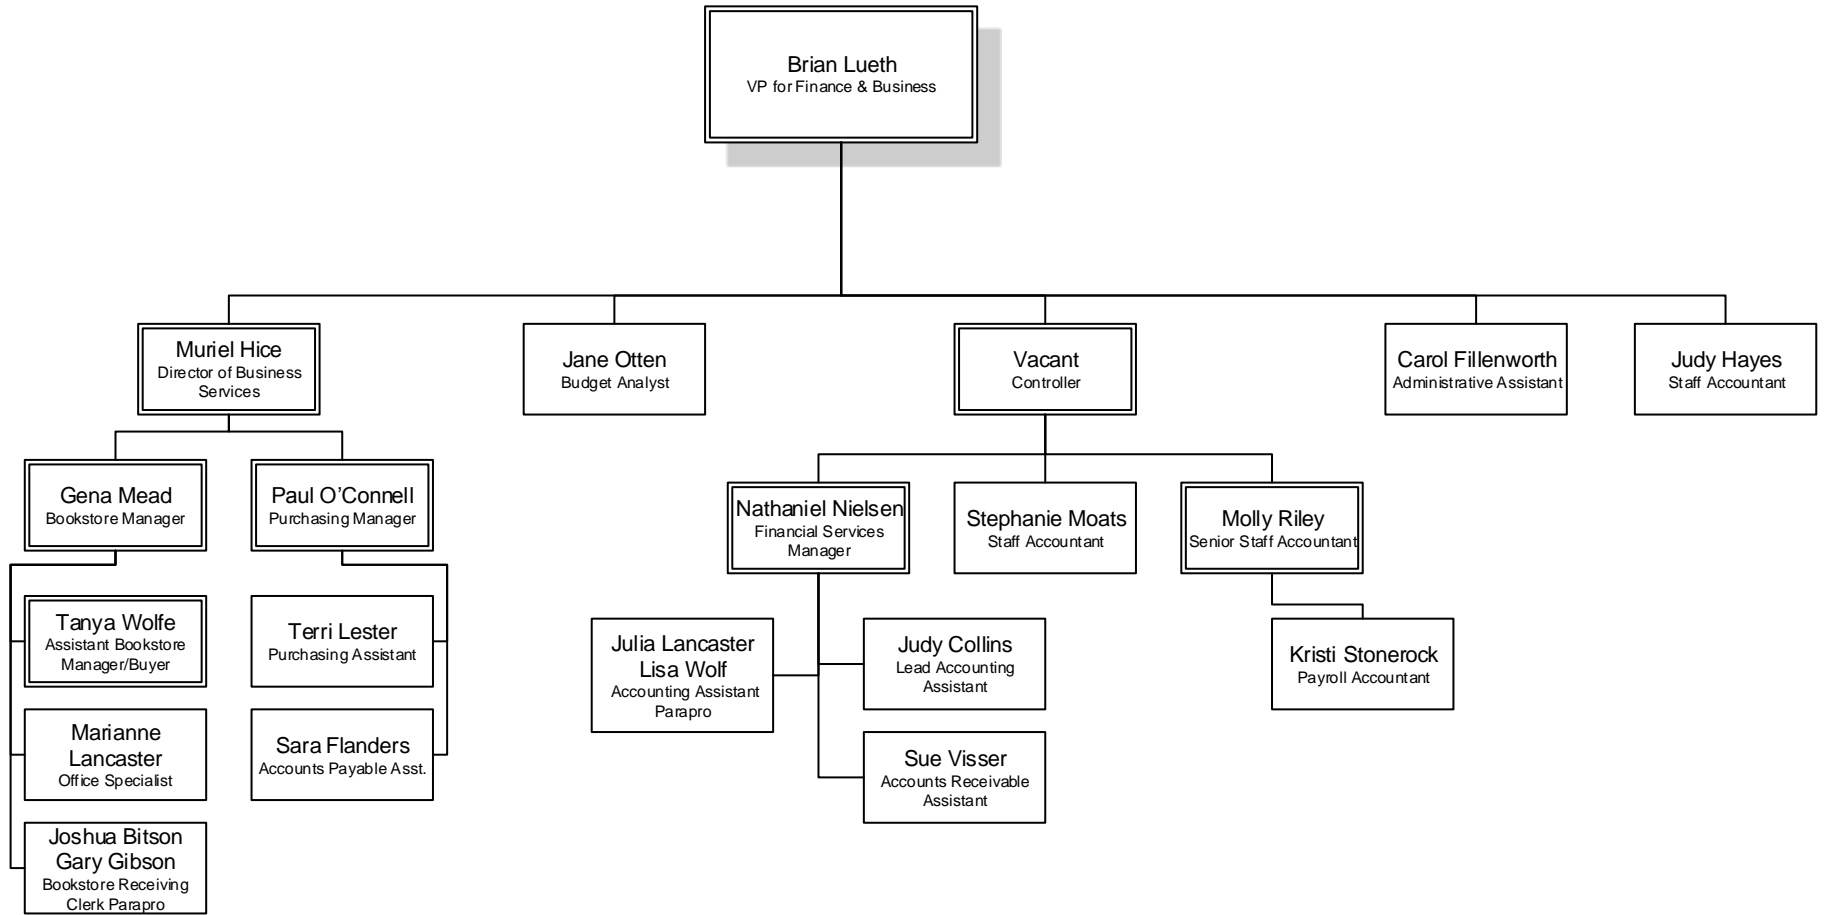 Brian Lueth
VP for Finance & Business
Muriel Hice
Director of Business
Services
Jane Otten
Budget Analyst
Vacant
Controller
Carol Fillenworth
Administrative Assistant
Judy Hayes
Staff Accountant
Gena Mead
Bookstore Manager
Paul O’Connell
Purchasing Manager
Nathaniel Nielsen
Financial Services
Manager
Stephanie Moats
Staff Accountant
Molly Riley
Senior Staff Accountant
Tanya Wolfe
Assistant Bookstore
Manager/Buyer
Terri Lester
Purchasing Assistant
Julia Lancaster
Lisa Wolf
Accounting Assistant
Parapro
Judy Collins
Lead Accounting
Assistant
Kristi Stonerock
Payroll Accountant
Marianne
Lancaster
Office Specialist
Sara Flanders
Accounts Payable Asst.
Sue Visser
Accounts Receivable
Assistant
Joshua Bitson
Gary Gibson
Bookstore Receiving
Clerk Parapro